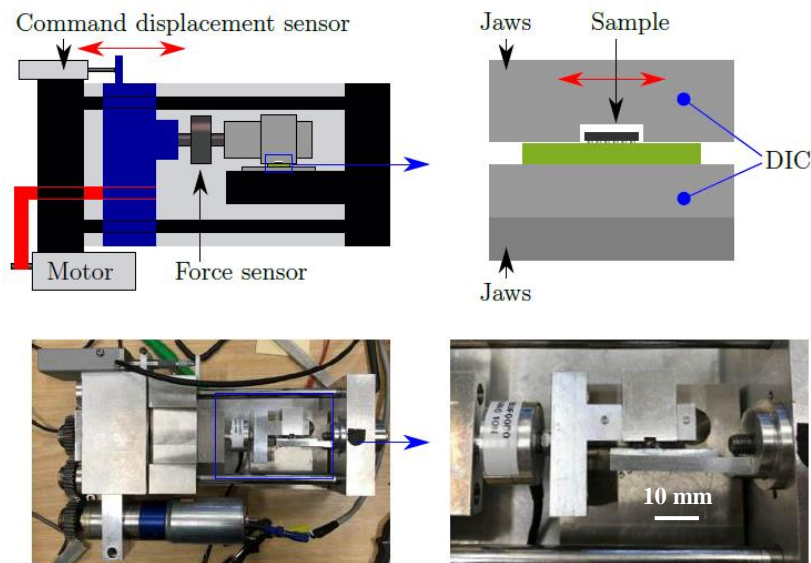 Command displacement sensor
Jaws
Sample
DIC
Motor
Force sensor
Jaws
10 mm